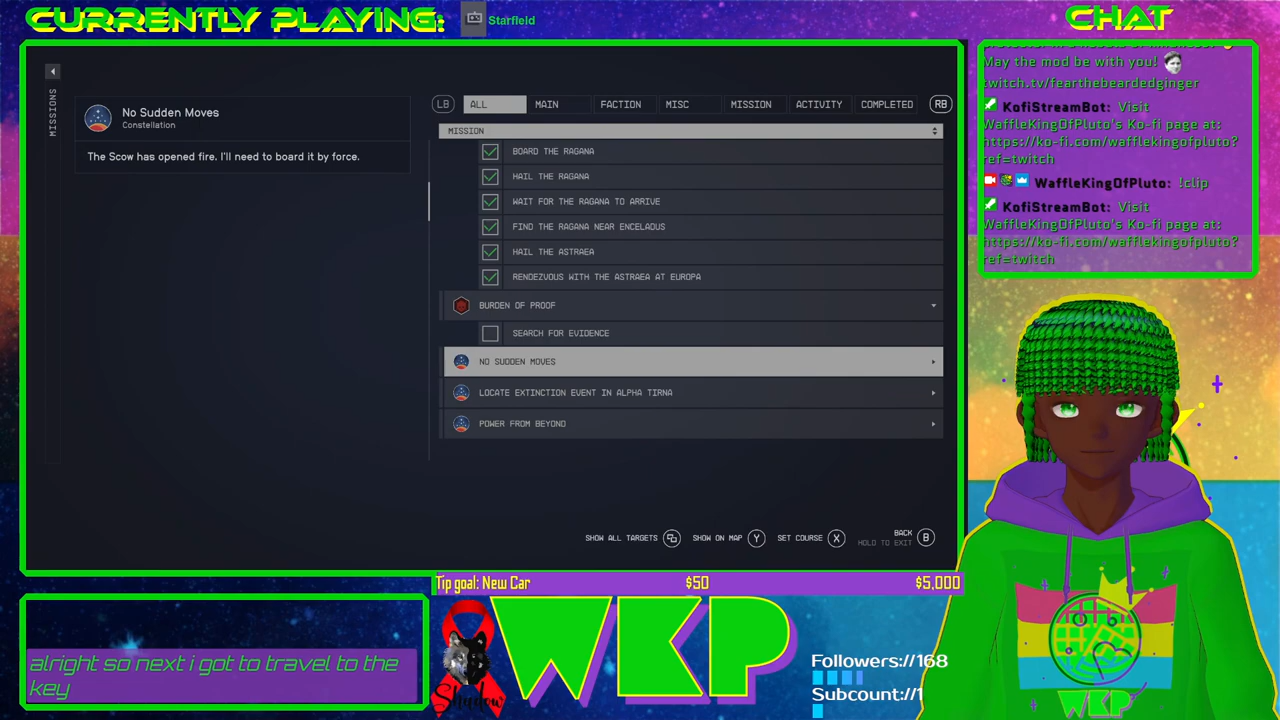 CURRENTLY PLAYING:
Starfield
CHAT
MISSIONS
No Sudden Moves
Constellation
The Scow has opened fire. I'll need to board it by force.
LB
ALL
MAIN
FACTION
MISC
MISSION
ACTIVITY
COMPLETED
RB
MISSION
BOARD THE RAGANA
HAIL THE RAGANA
WAIT FOR THE RAGANA TO ARRIVE
FIND THE RAGANA NEAR ENCELADUS
HAIL THE ASTRAEA
RENDEZVOUS WITH THE ASTRAEA AT EUROPA
BURDEN OF PROOF
SEARCH FOR EVIDENCE
NO SUDDEN MOVES
LOCATE EXTINCTION EVENT IN ALPHA TIRNA
POWER FROM BEYOND
SHOW ALL TARGETS
SHOW ON MAP Y
SET COURSE X
BACK B
HOLD TO EXIT
May the mod be with you!
twitch.tv/fearthebeardedginger
KofiStreamBot: Visit
WaffleKingOfPluto's Ko-fi page at:
https://ko-fi.com/wafflekingofpluto?
ref=twitch
WaffleKingOfPluto: !clip
KofiStreamBot: Visit
WaffleKingOfPluto's Ko-fi page at:
https://ko-fi.com/wafflekingofpluto?
ref=twitch
Tip goal: New Car
$50
$5,000
alright so next i got to travel to the
key
Shadow
WKP
Followers://168
Subcount://1
WKP